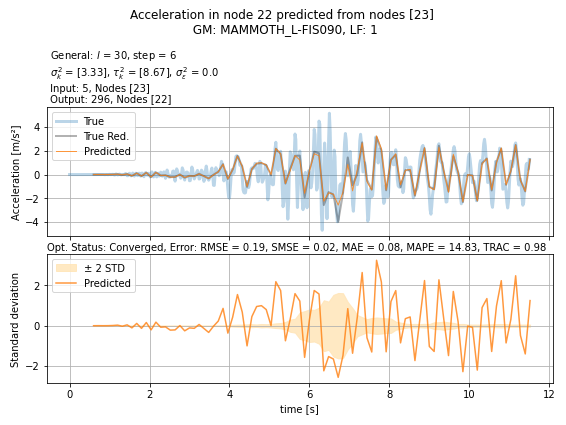 Acceleration in node 22 predicted from nodes [23]
GM: MAMMOTH_L-FIS090, LF: 1
General: l = 30, step = 6
σ²ₖ = [3.33], τ²ₖ = [8.67], σ²ε = 0.0
Input: 5, Nodes [23]
Output: 296, Nodes [22]
True
True Red.
Predicted
Acceleration [m/s²]
4
2
0
−2
−4
Opt. Status: Converged, Error: RMSE = 0.19, SMSE = 0.02, MAE = 0.08, MAPE = 14.83, TRAC = 0.98
± 2 STD
Predicted
Standard deviation
2
0
−2
0 2 4 6 8 10 12
time [s]